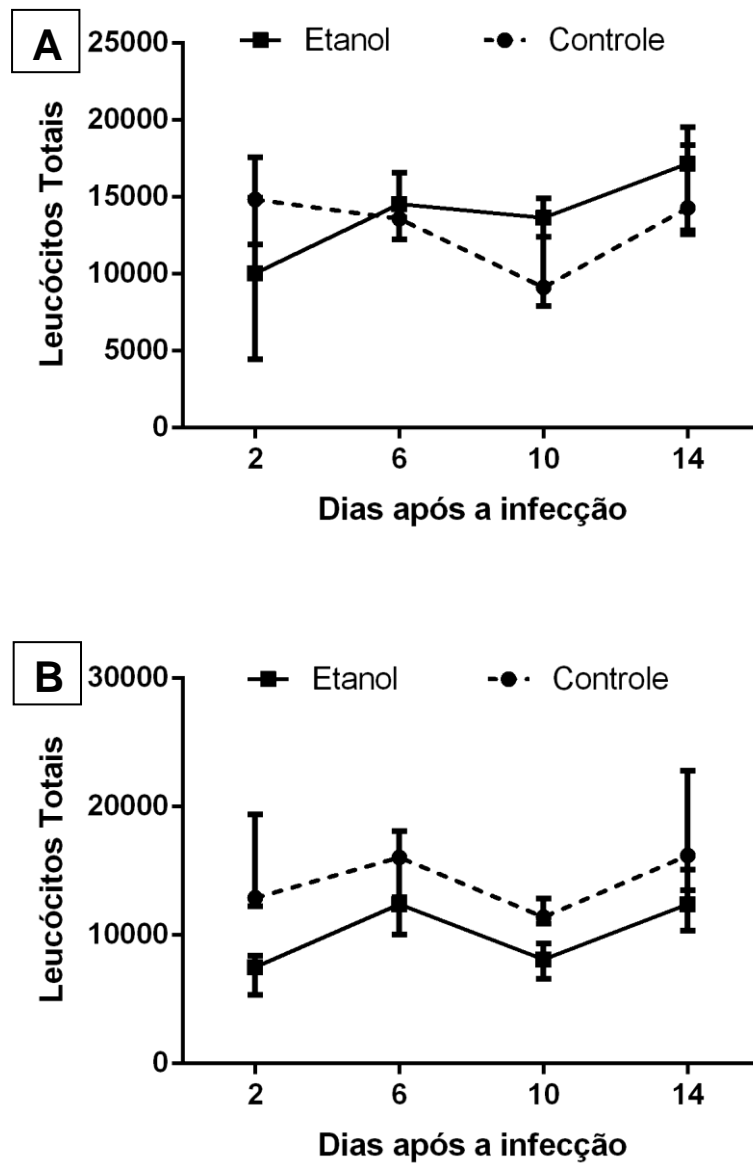 A
Etanol Controle
25000
20000
15000
10000
5000
0
Leucócitos Totais
2 6 10 14
Dias após a infecção
B
Etanol Controle
30000
20000
10000
0
Leucócitos Totais
2 6 10 14
Dias após a infecção